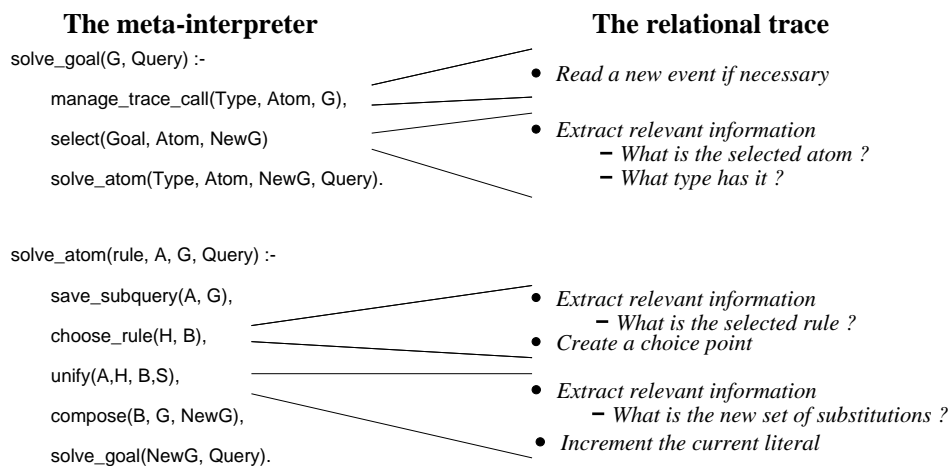 The meta-interpreter
solve_goal(G, Query) :-
manage_trace_call(Type, Atom, G),
select(Goal, Atom, NewG)
solve_atom(Type, Atom, NewG, Query).
solve_atom(rule, A, G, Query) :-
save_subquery(A, G),
choose_rule(H, B),
unify(A,H, B,S),
compose(B, G, NewG),
solve_goal(NewG, Query).
The relational trace
• Read a new event if necessary
• Extract relevant information
– What is the selected atom ?
– What type has it ?
• Extract relevant information
– What is the selected rule ?
• Create a choice point
• Extract relevant information
– What is the new set of substitutions ?
• Increment the current literal